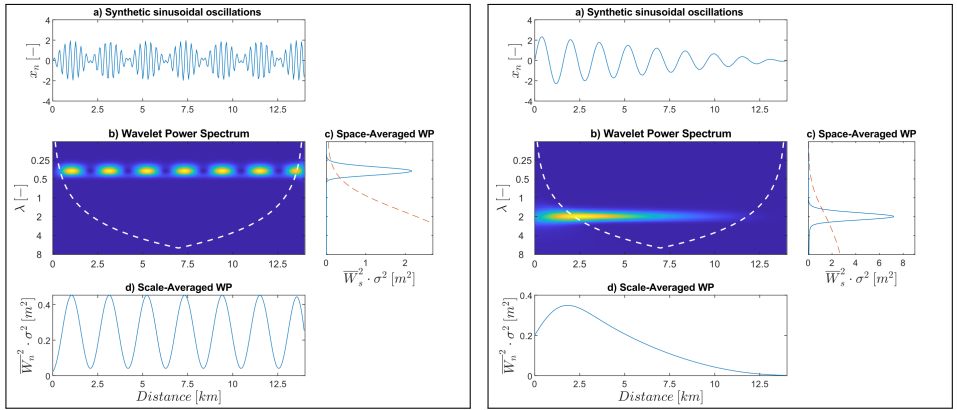 a) Synthetic sinusoidal oscillations
4
2
0
-2
-4
x_n [−]
0 2.5 5 7.5 10 12.5
b) Wavelet Power Spectrum
0.25
0.5
1
2
4
8
λ [−]
0 2.5 5 7.5 10 12.5
c) Space-Averaged WP
0 1 2
W̅_s^2 · σ^2 [m^2]
d) Scale-Averaged WP
0.4
0.2
0
W̅_n^2 · σ^2 [m^2]
0 2.5 5 7.5 10 12.5
Distance [km]
a) Synthetic sinusoidal oscillations
4
2
0
-2
-4
x_n [−]
0 2.5 5 7.5 10 12.5
b) Wavelet Power Spectrum
0.25
0.5
1
2
4
8
λ [−]
0 2.5 5 7.5 10 12.5
c) Space-Averaged WP
0 2 4 6 8
W̅_s^2 · σ^2 [m^2]
d) Scale-Averaged WP
0.4
0.2
0
W̅_n^2 · σ^2 [m^2]
0 2.5 5 7.5 10 12.5
Distance [km]